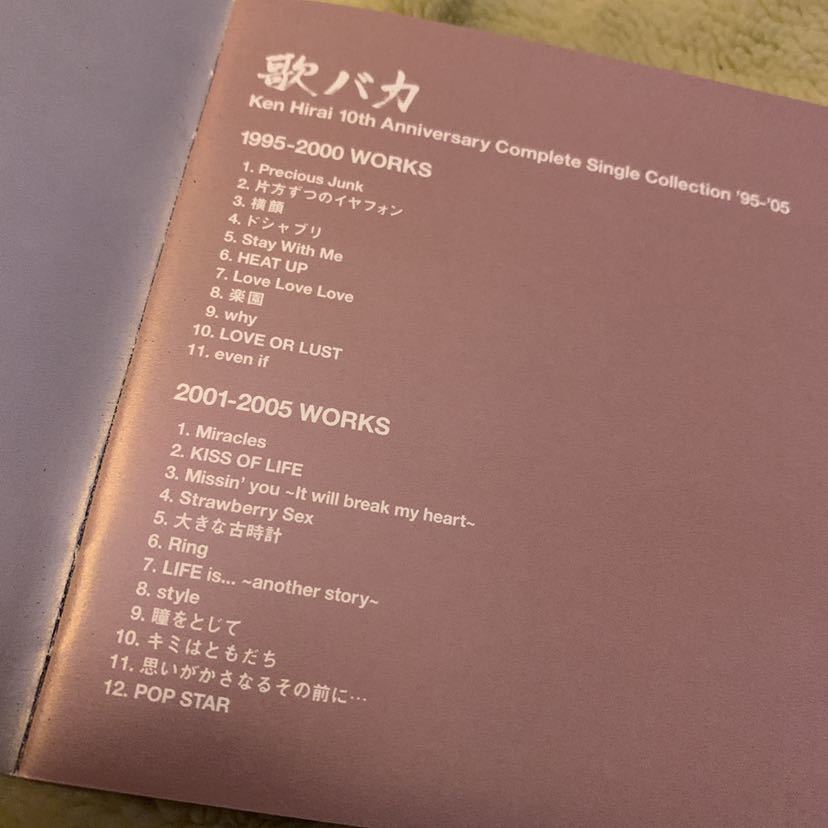 歌バカ
Ken Hirai 10th Anniversary Complete Single Collection '95-'05
1995-2000 WORKS
1. Precious Junk
2. 片方ずつのイヤフォン
3. 横顔
4. ドシャブリ
5. Stay With Me
6. HEAT UP
7. Love Love Love
8. 楽園
9. why
10. LOVE OR LUST
11. even if
2001-2005 WORKS
1. Miracles
2. KISS OF LIFE
3. Missin' you ~It will break my heart~
4. Strawberry Sex
5. 大きな古時計
6. Ring
7. LIFE is... ~another story~
8. style
9. 瞳をとじて
10. キミはともだち
11. 思いがかさなるその前に…
12. POP STAR